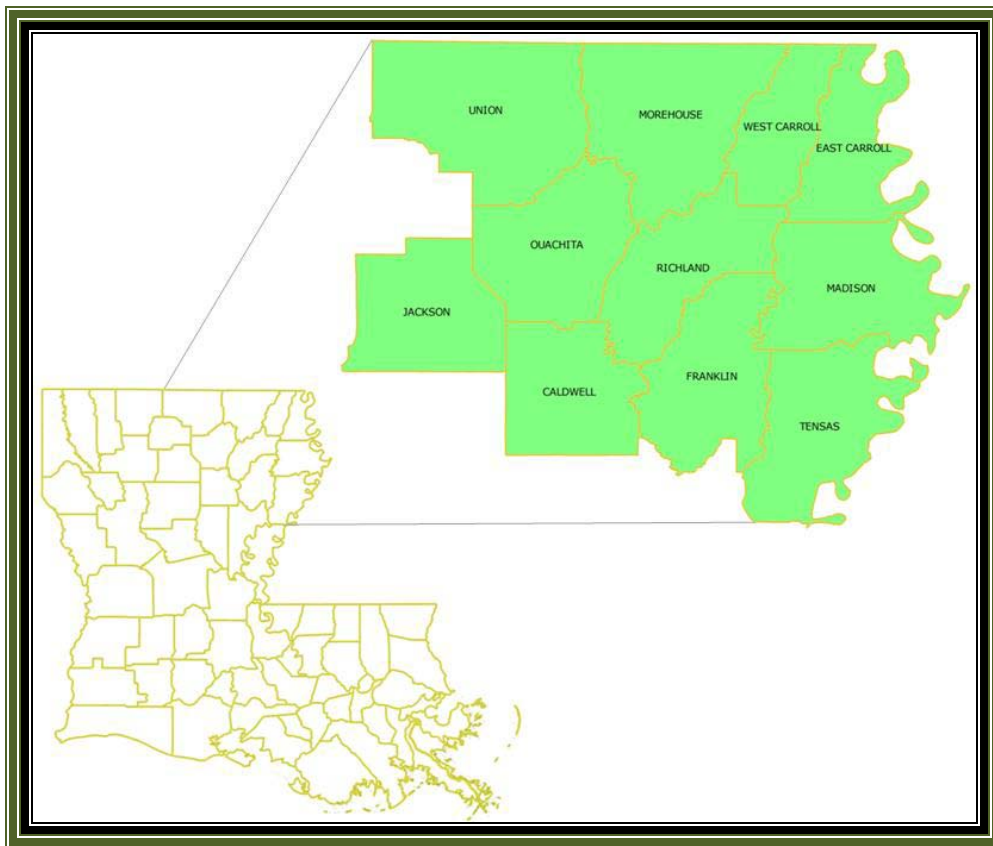 UNION
MOREHOUSE
WEST CARROLL
EAST CARROLL
OUACHITA
RICHLAND
MADISON
JACKSON
FRANKLIN
CALDWELL
TENSAS